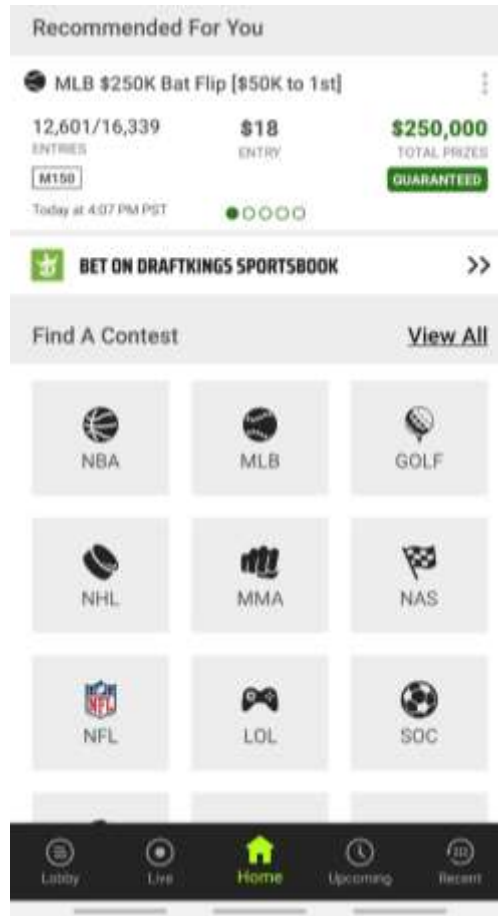 Recommended For You
MLB $250K Bat Flip [$50K to 1st]
12,601/16,339 $18 $250,000
ENTRIES ENTRY TOTAL PRIZES
M150 GUARANTEED
Today at 4:07 PM PST
BET ON DRAFTKINGS SPORTSBOOK >>
Find A Contest View All
NBA MLB GOLF
NHL MMA NAS
NFL
NFL LOL SOC
Lobby Live Home Upcoming Recent